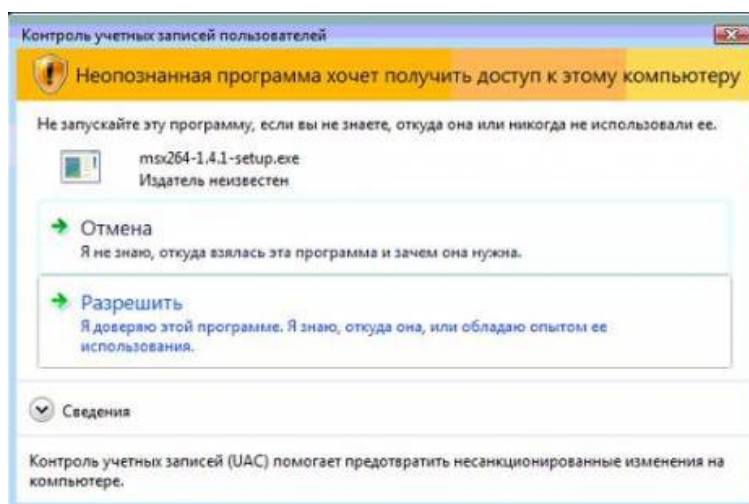 Контроль учетных записей пользователей
Неопознанная программа хочет получить доступ к этому компьютеру
Не запускайте эту программу, если вы не знаете, откуда она или никогда не использовали ее.
msx264-1.4.1-setup.exe
Издатель неизвестен
Отмена
Я не знаю, откуда взялась эта программа и зачем она нужна.
Разрешить
Я доверяю этой программе. Я знаю, откуда она, или обладаю опытом ее
использования.
Сведения
Контроль учетных записей (UAC) помогает предотвратить несанкционированные изменения на
компьютере.